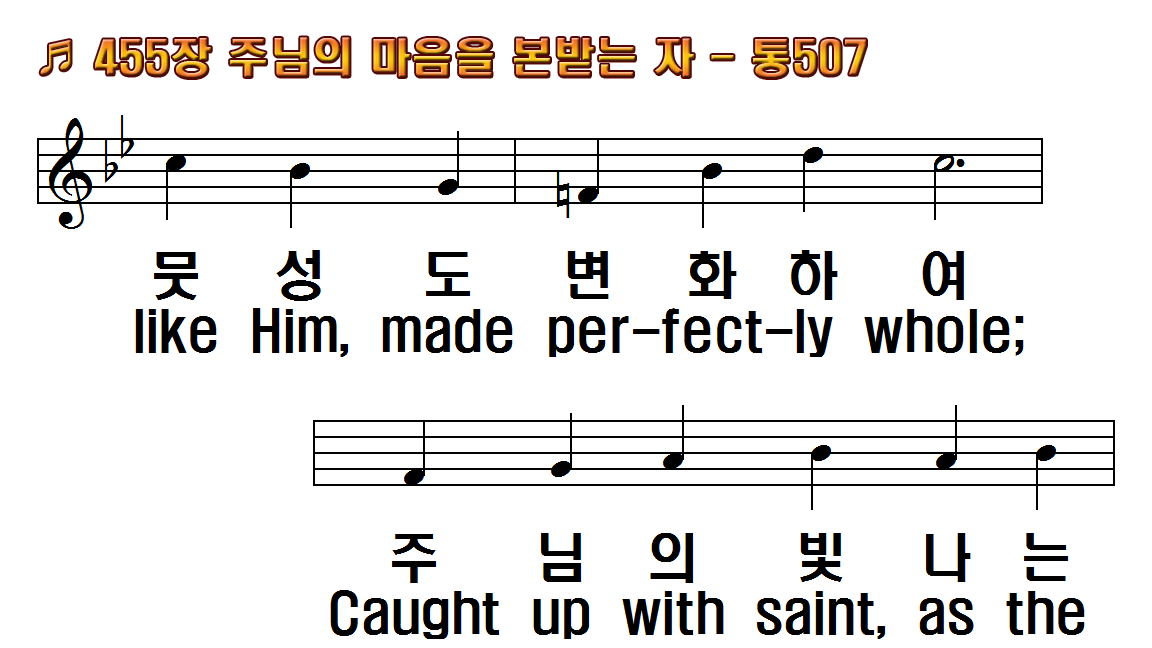 ♬ 455장 주님의 마음을 본받는 자 - 통507
뭇 성 도 변 화 하 여
like Him, made per-fect-ly whole;
주 님 의 빛 나 는
Caught up with saint, as the